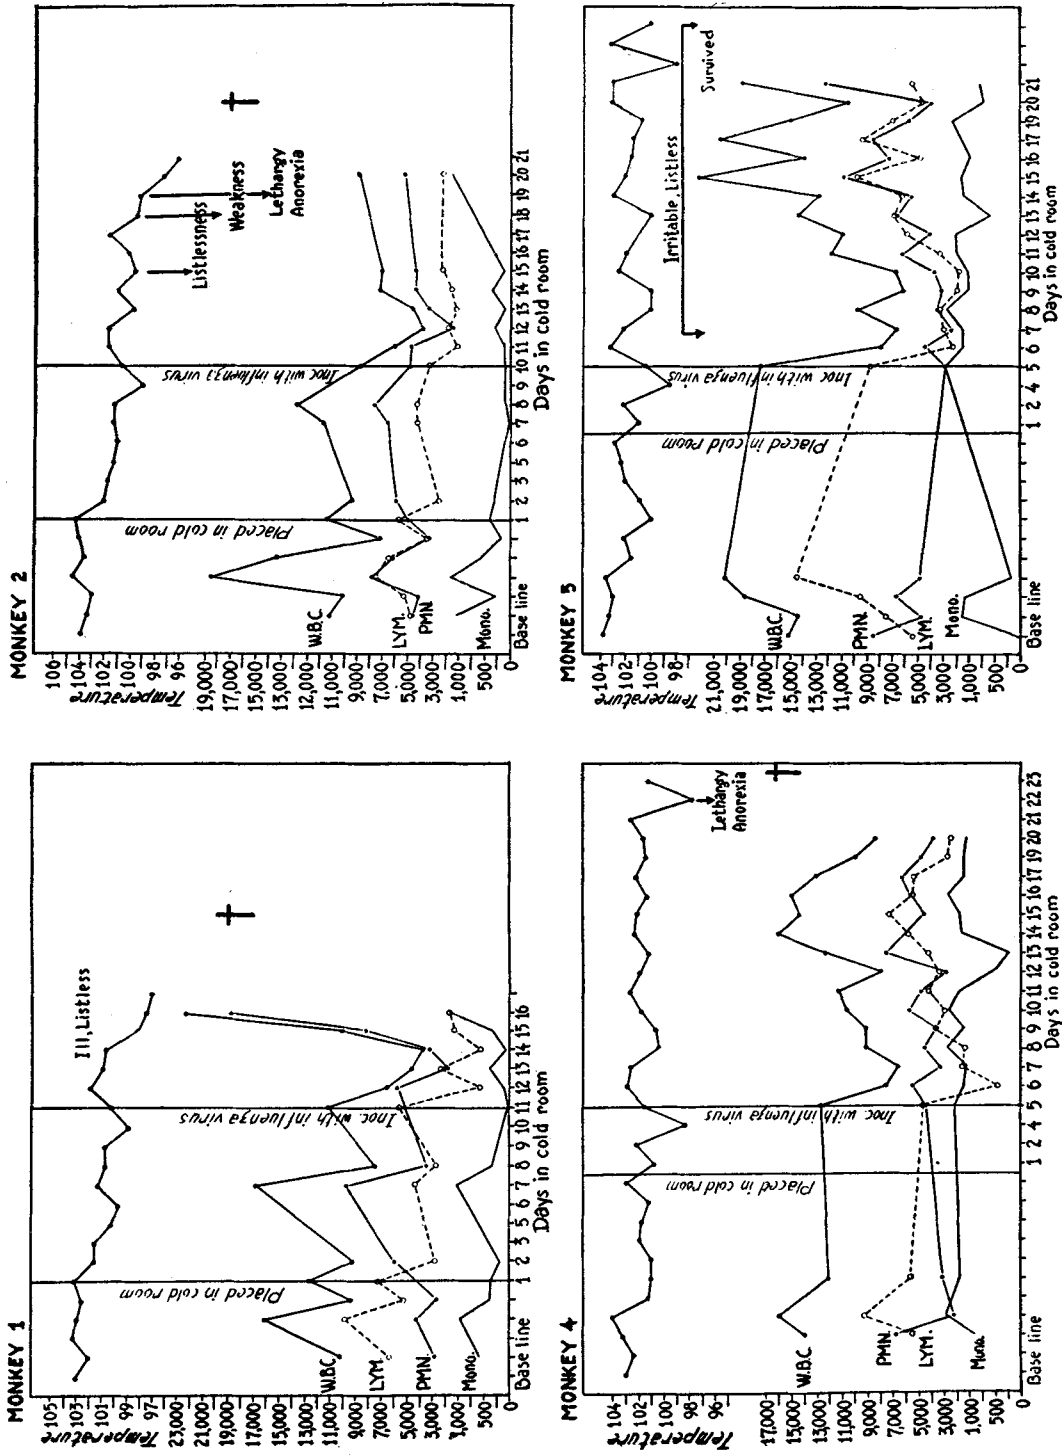 MONKEY 1
Temperature
105
103
101
99
97
23,000
21,000
19,000
17,000
15,000
13,000
11,000
9,000
7,000
5,000
3,000
1,000
500
0
Ill, Listless
Placed in cold room
Inoc. with influenza virus
W.B.C.
LYM.
PMN.
Mono.
Base line 1 2 3 5 6 7 8 10 11 12 13 14 15 16
Days in cold room
MONKEY 2
Temperature
106
104
102
100
98
96
19,000
17,000
15,000
13,000
11,000
7,000
5,000
3,000
1,000
500
0
Listlessness
Weakness
Lethargy
Anorexia
Placed in cold room
Inoc. with influenza virus
W.B.C.
LYM.
PMN.
Mono.
Base line 1 2 3 5 6 7 8 9 10 11 12 13 14 15 16 17 18 19 20 21
Days in cold room
MONKEY 4
Temperature
104
102
100
98
96
17,000
15,000
13,000
11,000
9,000
7,000
5,000
3,000
1,000
500
0
Lethargy
Anorexia
Placed in cold room
Inoc. with influenza virus
W.B.C.
PMN.
LYM.
Mono.
Base line 1 2 4 5 6 7 8 9 10 11 12 13 14 15 16 17 19 20 21 22 25
Days in cold room
MONKEY 5
Temperature
104
102
100
98
21,000
19,000
17,000
15,000
13,000
11,000
9,000
7,000
5,000
3,000
1,000
500
0
Irritable, Listless
Survived
Placed in cold room
Inoc. with influenza virus
W.B.C.
PMN.
LYM.
Mono.
Base line 1 2 4 5 6 7 8 9 10 11 12 13 14 15 16 17 19 20 21
Days in cold room